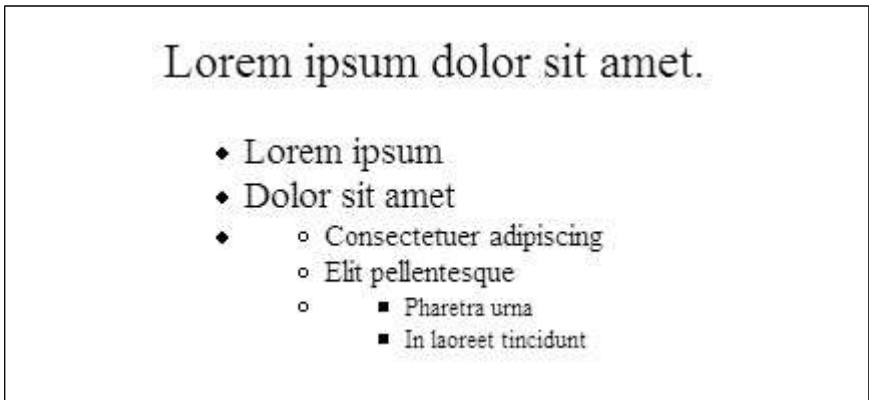 Lorem ipsum dolor sit amet.
Lorem ipsum
Dolor sit amet
Consectetuer adipiscing
Elit pellentesque
Pharetra urna
In laoreet tincidunt